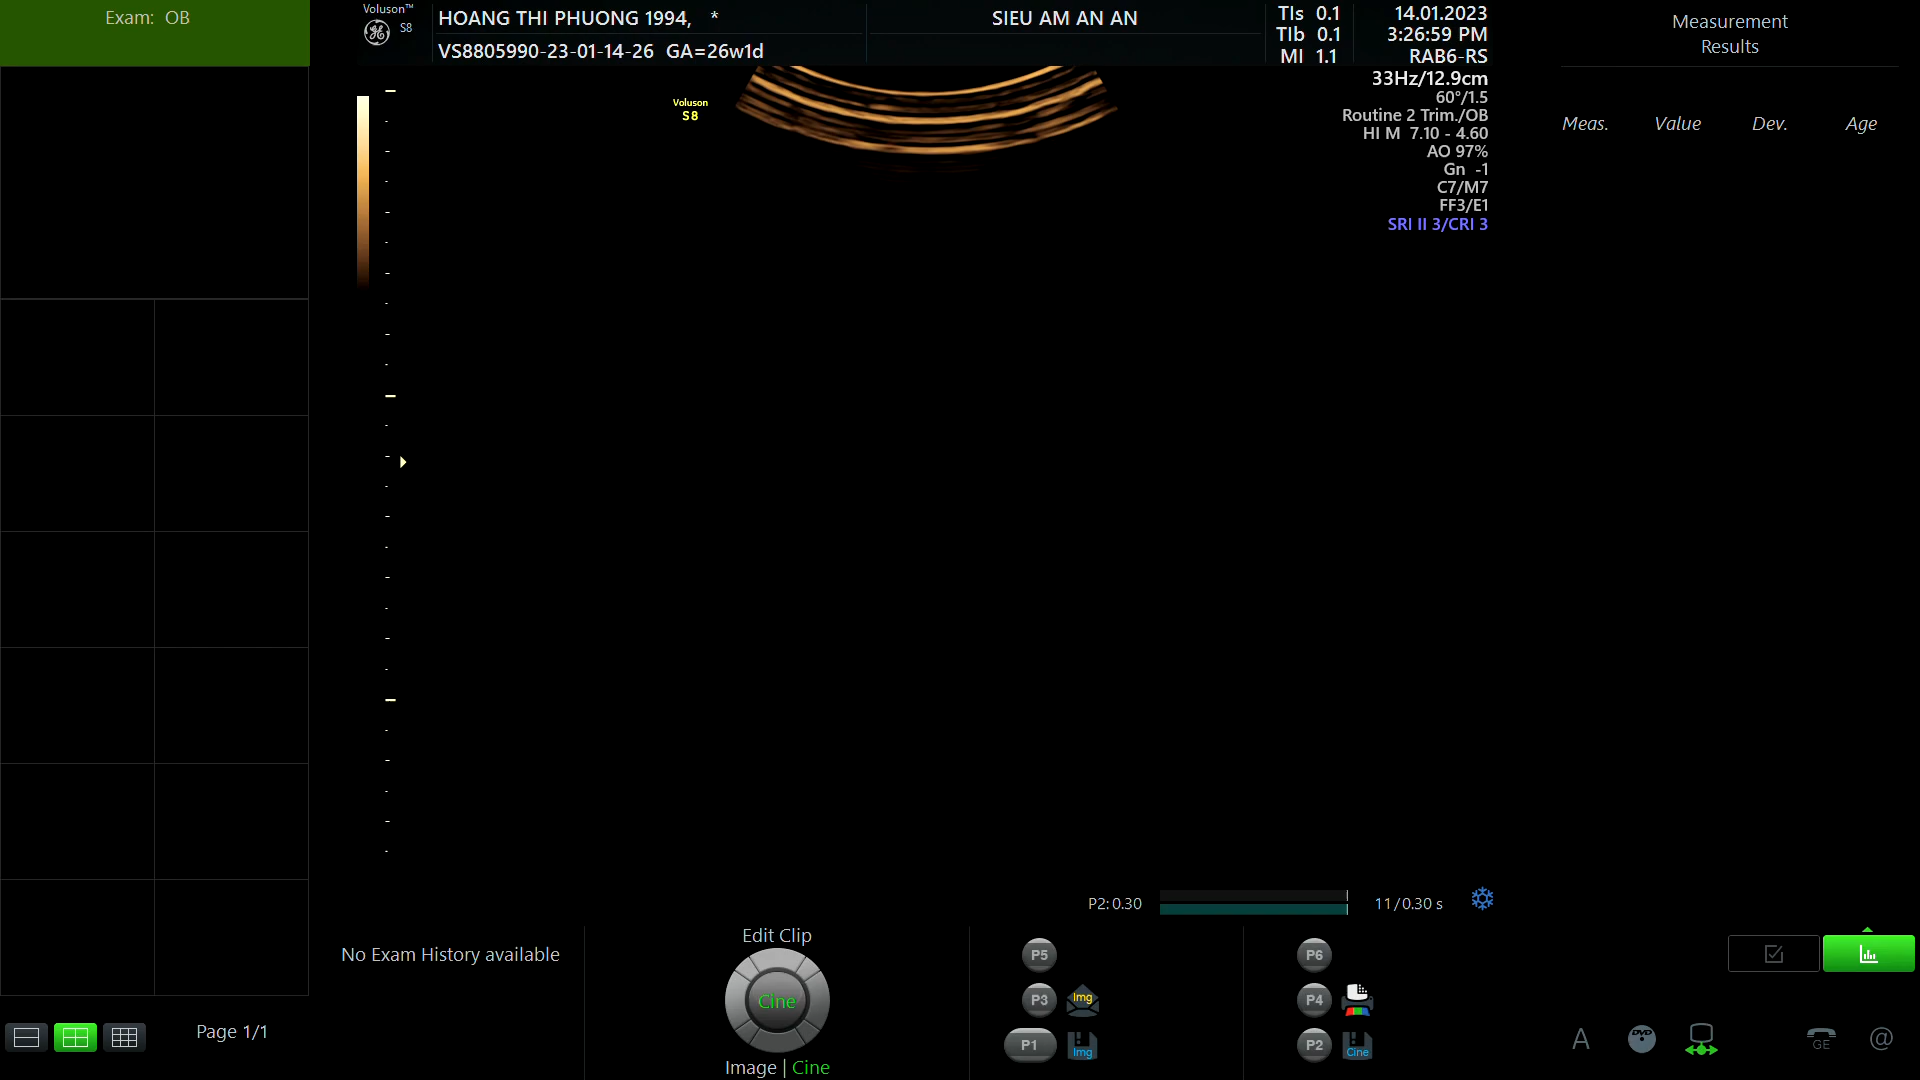 Exam: OB
Voluson™
S8
HOANG THI PHUONG 1994, *
VS8805990-23-01-14-26 GA=26w1d
SIEU AM AN AN
TIs 0.1
TIb 0.1
MI 1.1
14.01.2023
3:26:59 PM
RAB6-RS
33Hz/12.9cm
60°/1.5
Routine 2 Trim./OB
HI M 7.10 - 4.60
AO 97%
Gn -1
C7/M7
FF3/E1
SRI II 3/CRI 3
Voluson
S8
Measurement
Results
Meas. Value Dev. Age
P2: 0.30
11/0.30 s
No Exam History available
Edit Clip
Cine
Image | Cine
P5
P3 Img
P1 Img
P6
P4
P2 Cine
Page 1/1
A
DVD
GE
@